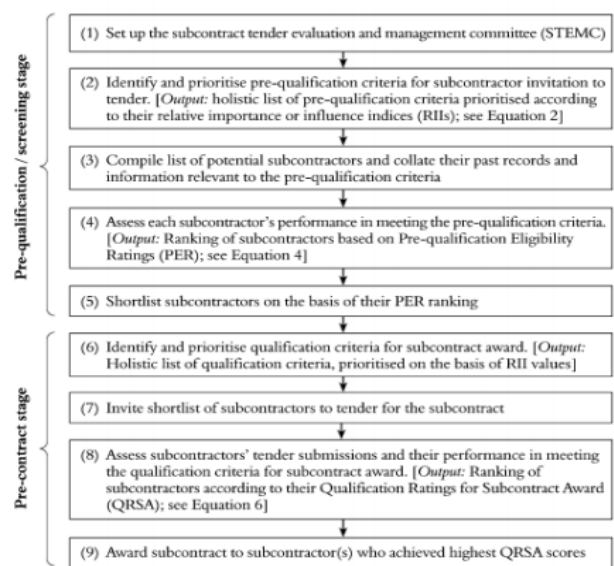 Pre-qualification / screening stage
(1) Set up the subcontract tender evaluation and management committee (STEMC)
(2) Identify and prioritise pre-qualification criteria for subcontractor invitation to
tender. [Output: holistic list of pre-qualification criteria prioritised according
to their relative importance or influence indices (RIIs); see Equation 2]
(3) Compile list of potential subcontractors and collate their past records and
information relevant to the pre-qualification criteria
(4) Assess each subcontractor's performance in meeting the pre-qualification criteria.
[Output: Ranking of subcontractors based on Pre-qualification Eligibility
Ratings (PER); see Equation 4]
(5) Shortlist subcontractors on the basis of their PER ranking
Pre-contract stage
(6) Identify and prioritise qualification criteria for subcontract award. [Output:
Holistic list of qualification criteria, prioritised on the basis of RII values]
(7) Invite shortlist of subcontractors to tender for the subcontract
(8) Assess subcontractors' tender submissions and their performance in meeting
the qualification criteria for subcontract award. [Output: Ranking of
subcontractors according to their Qualification Ratings for Subcontract Award
(QRSA); see Equation 6]
(9) Award subcontract to subcontractor(s) who achieved highest QRSA scores